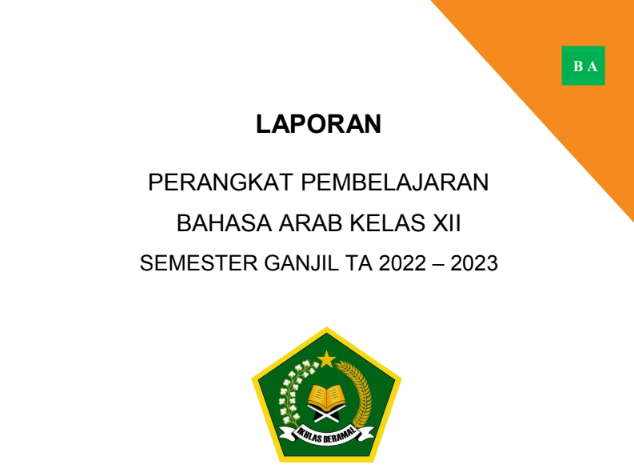 B A
LAPORAN
PERANGKAT PEMBELAJARAN
BAHASA ARAB KELAS XII
SEMESTER GANJIL TA 2022 – 2023
IKHLAS BERAMAL